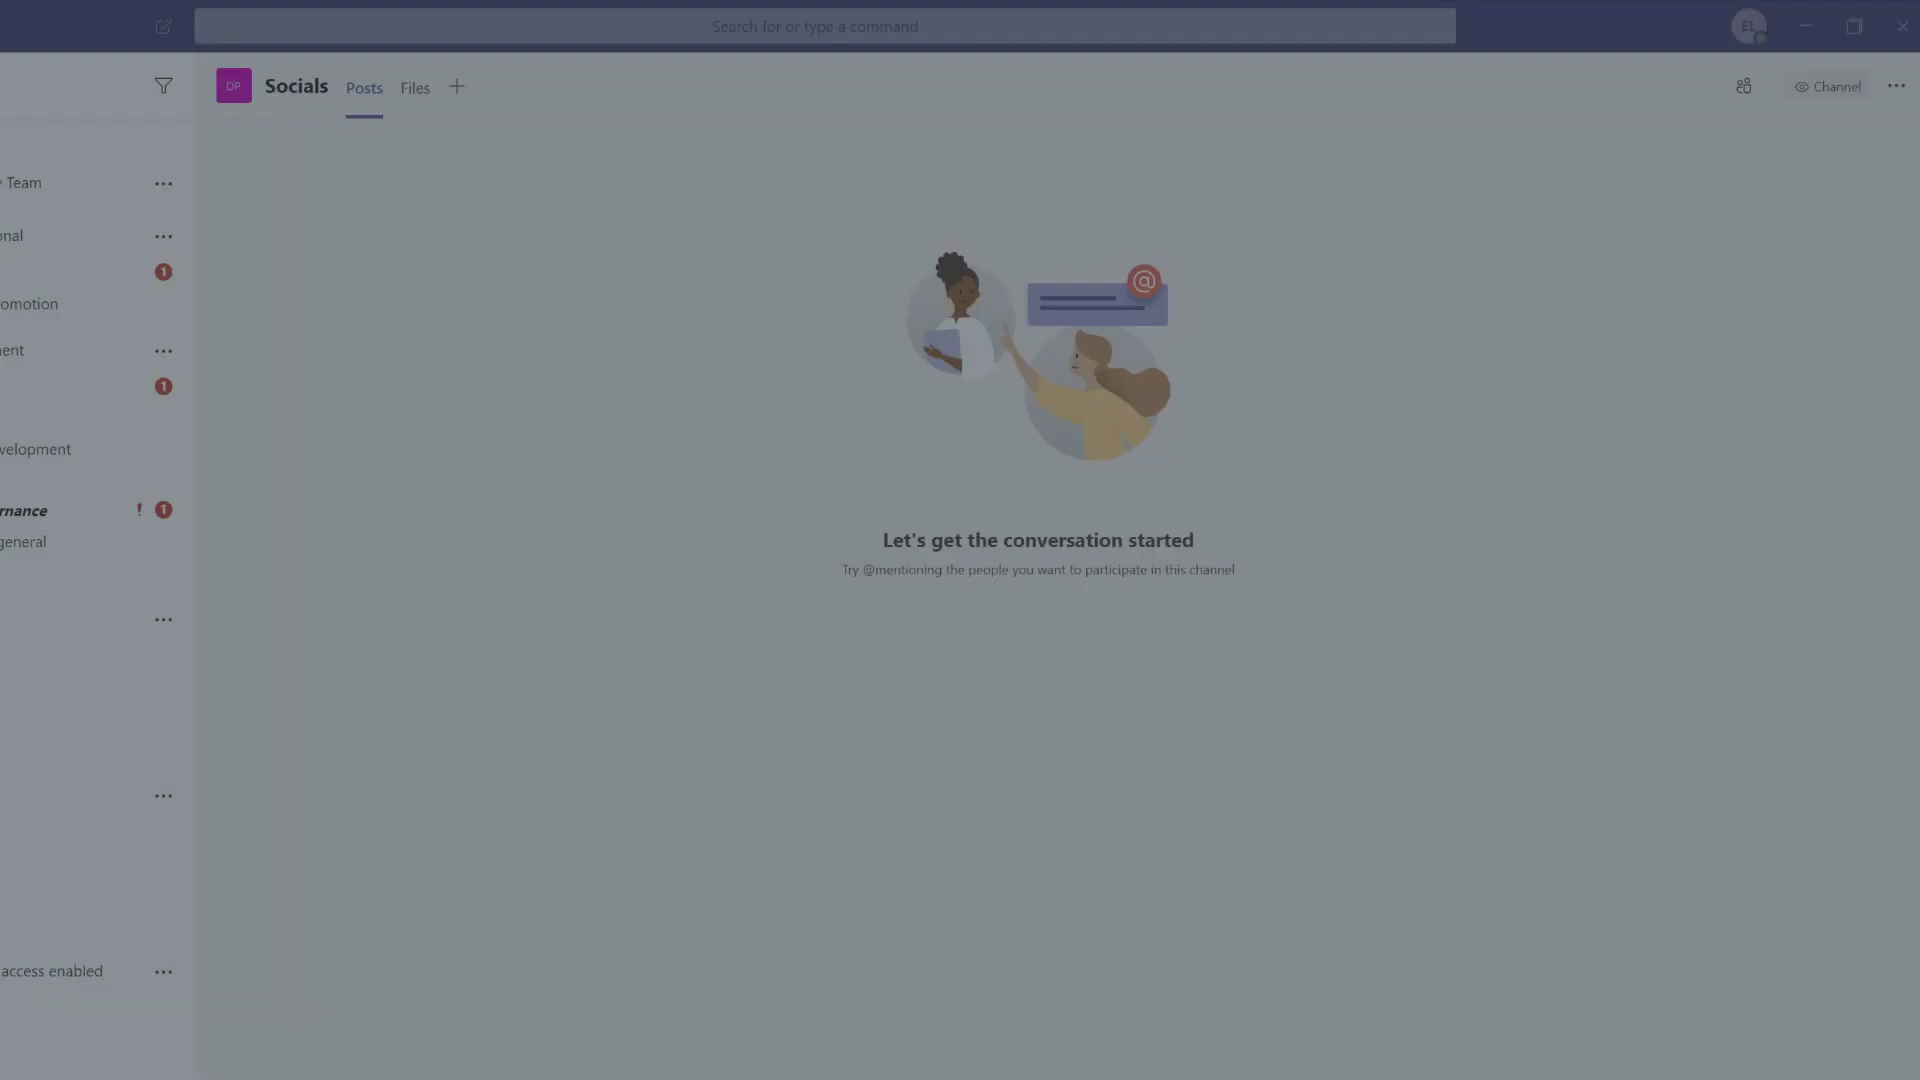 Search for or type a command
EL
DP
Socials
Posts
Files
Channel
Team
onal
1
omotion
ent
1
velopment
rnance
! 1
general
access enabled
@
Let's get the conversation started
Try @mentioning the people you want to participate in this channel